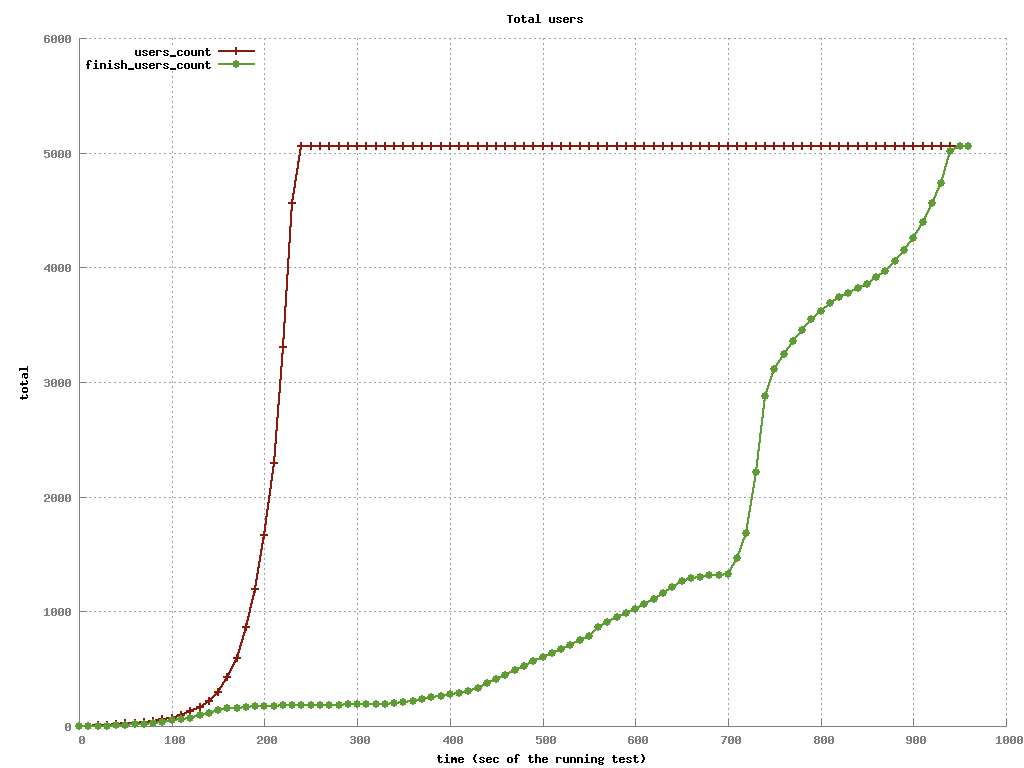 Total users
6000
users_count
finish_users_count
5000
4000
3000
total
2000
1000
0
0 100 200 300 400 500 600 700 800 900 1000
time (sec of the running test)